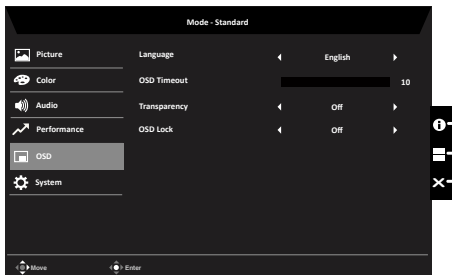 Mode - Standard
Picture
Language
English
Color
OSD Timeout
10
Audio
Transparency
Off
Performance
OSD Lock
Off
OSD
System
Move
Enter